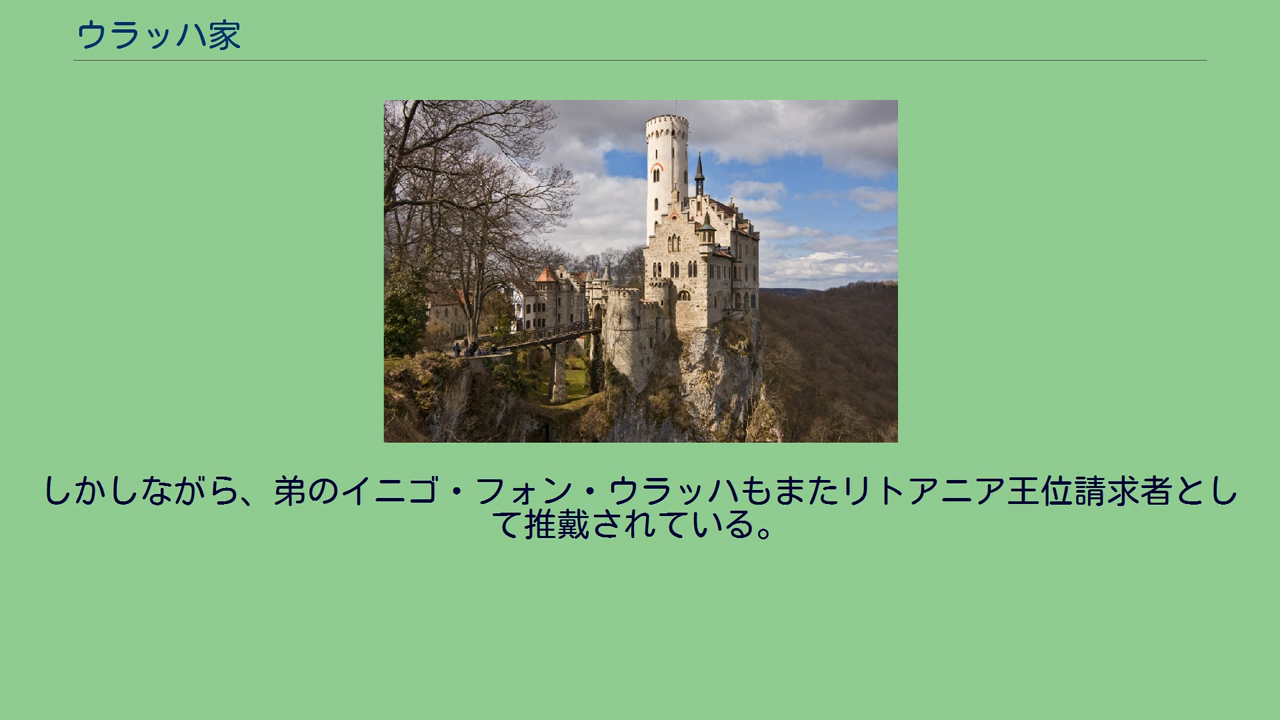 ウラッハ家
しかしながら、弟のイニゴ・フォン・ウラッハもまたリトアニア王位請求者とし
て推戴されている。